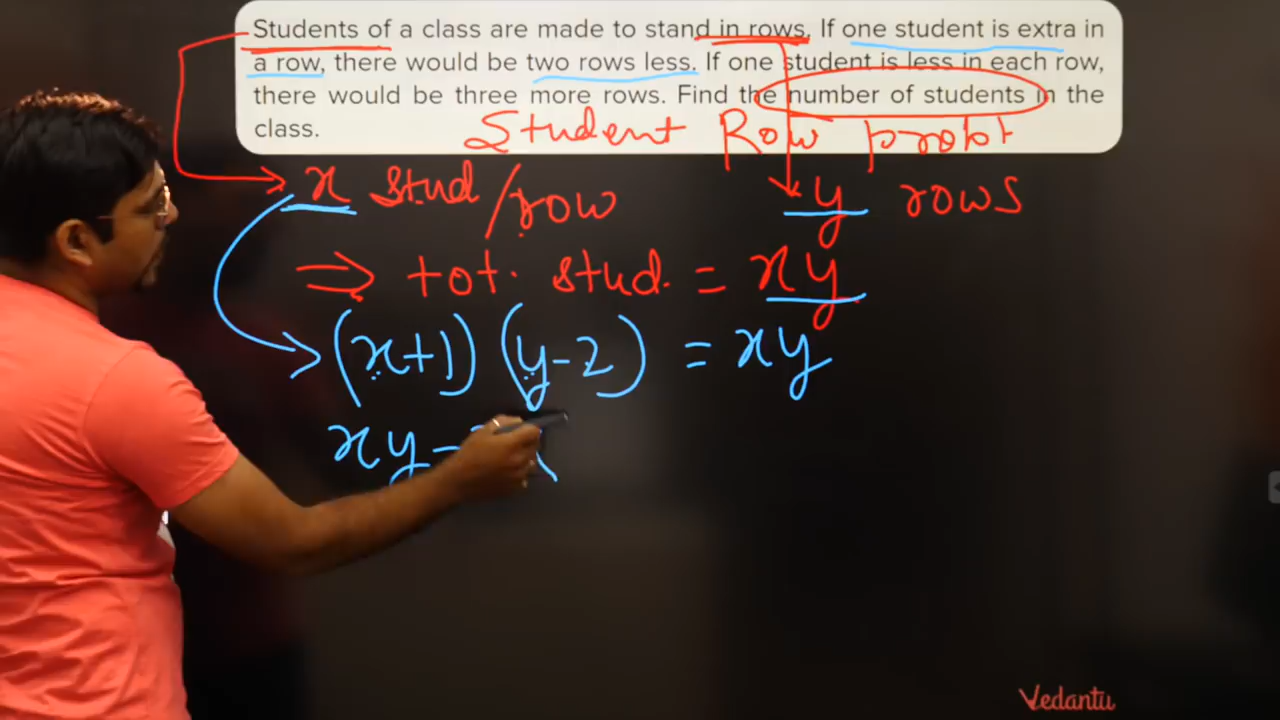 Students of a class are made to stand in rows. If one student is extra in
a row, there would be two rows less. If one student is less in each row,
there would be three more rows. Find the number of students in the
class.
Student Row probl
x stud/row y rows
⇒ tot. stud. = xy
(x+1) (y-2) = xy
xy-
Vedantu